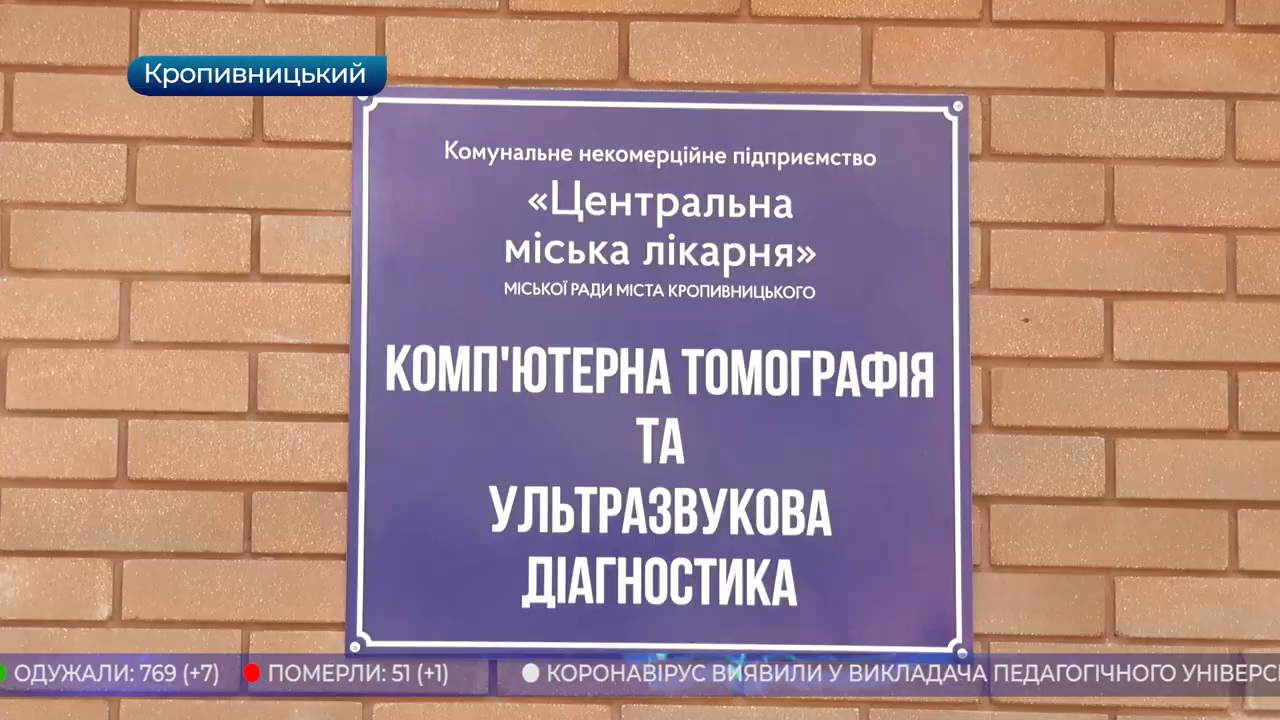 Кропивницький
Комунальне некомерційне підприємство
«Центральна
міська лікарня»
МІСЬКОЇ РАДИ МІСТА КРОПИВНИЦЬКОГО
КОМП'ЮТЕРНА ТОМОГРАФІЯ
ТА
УЛЬТРАЗВУКОВА
ДІАГНОСТИКА
ОДУЖАЛИ: 769 (+7) ПОМЕРЛИ: 51 (+1) КОРОНАВІРУС ВИЯВИЛИ У ВИКЛАДАЧА ПЕДАГОГІЧНОГО